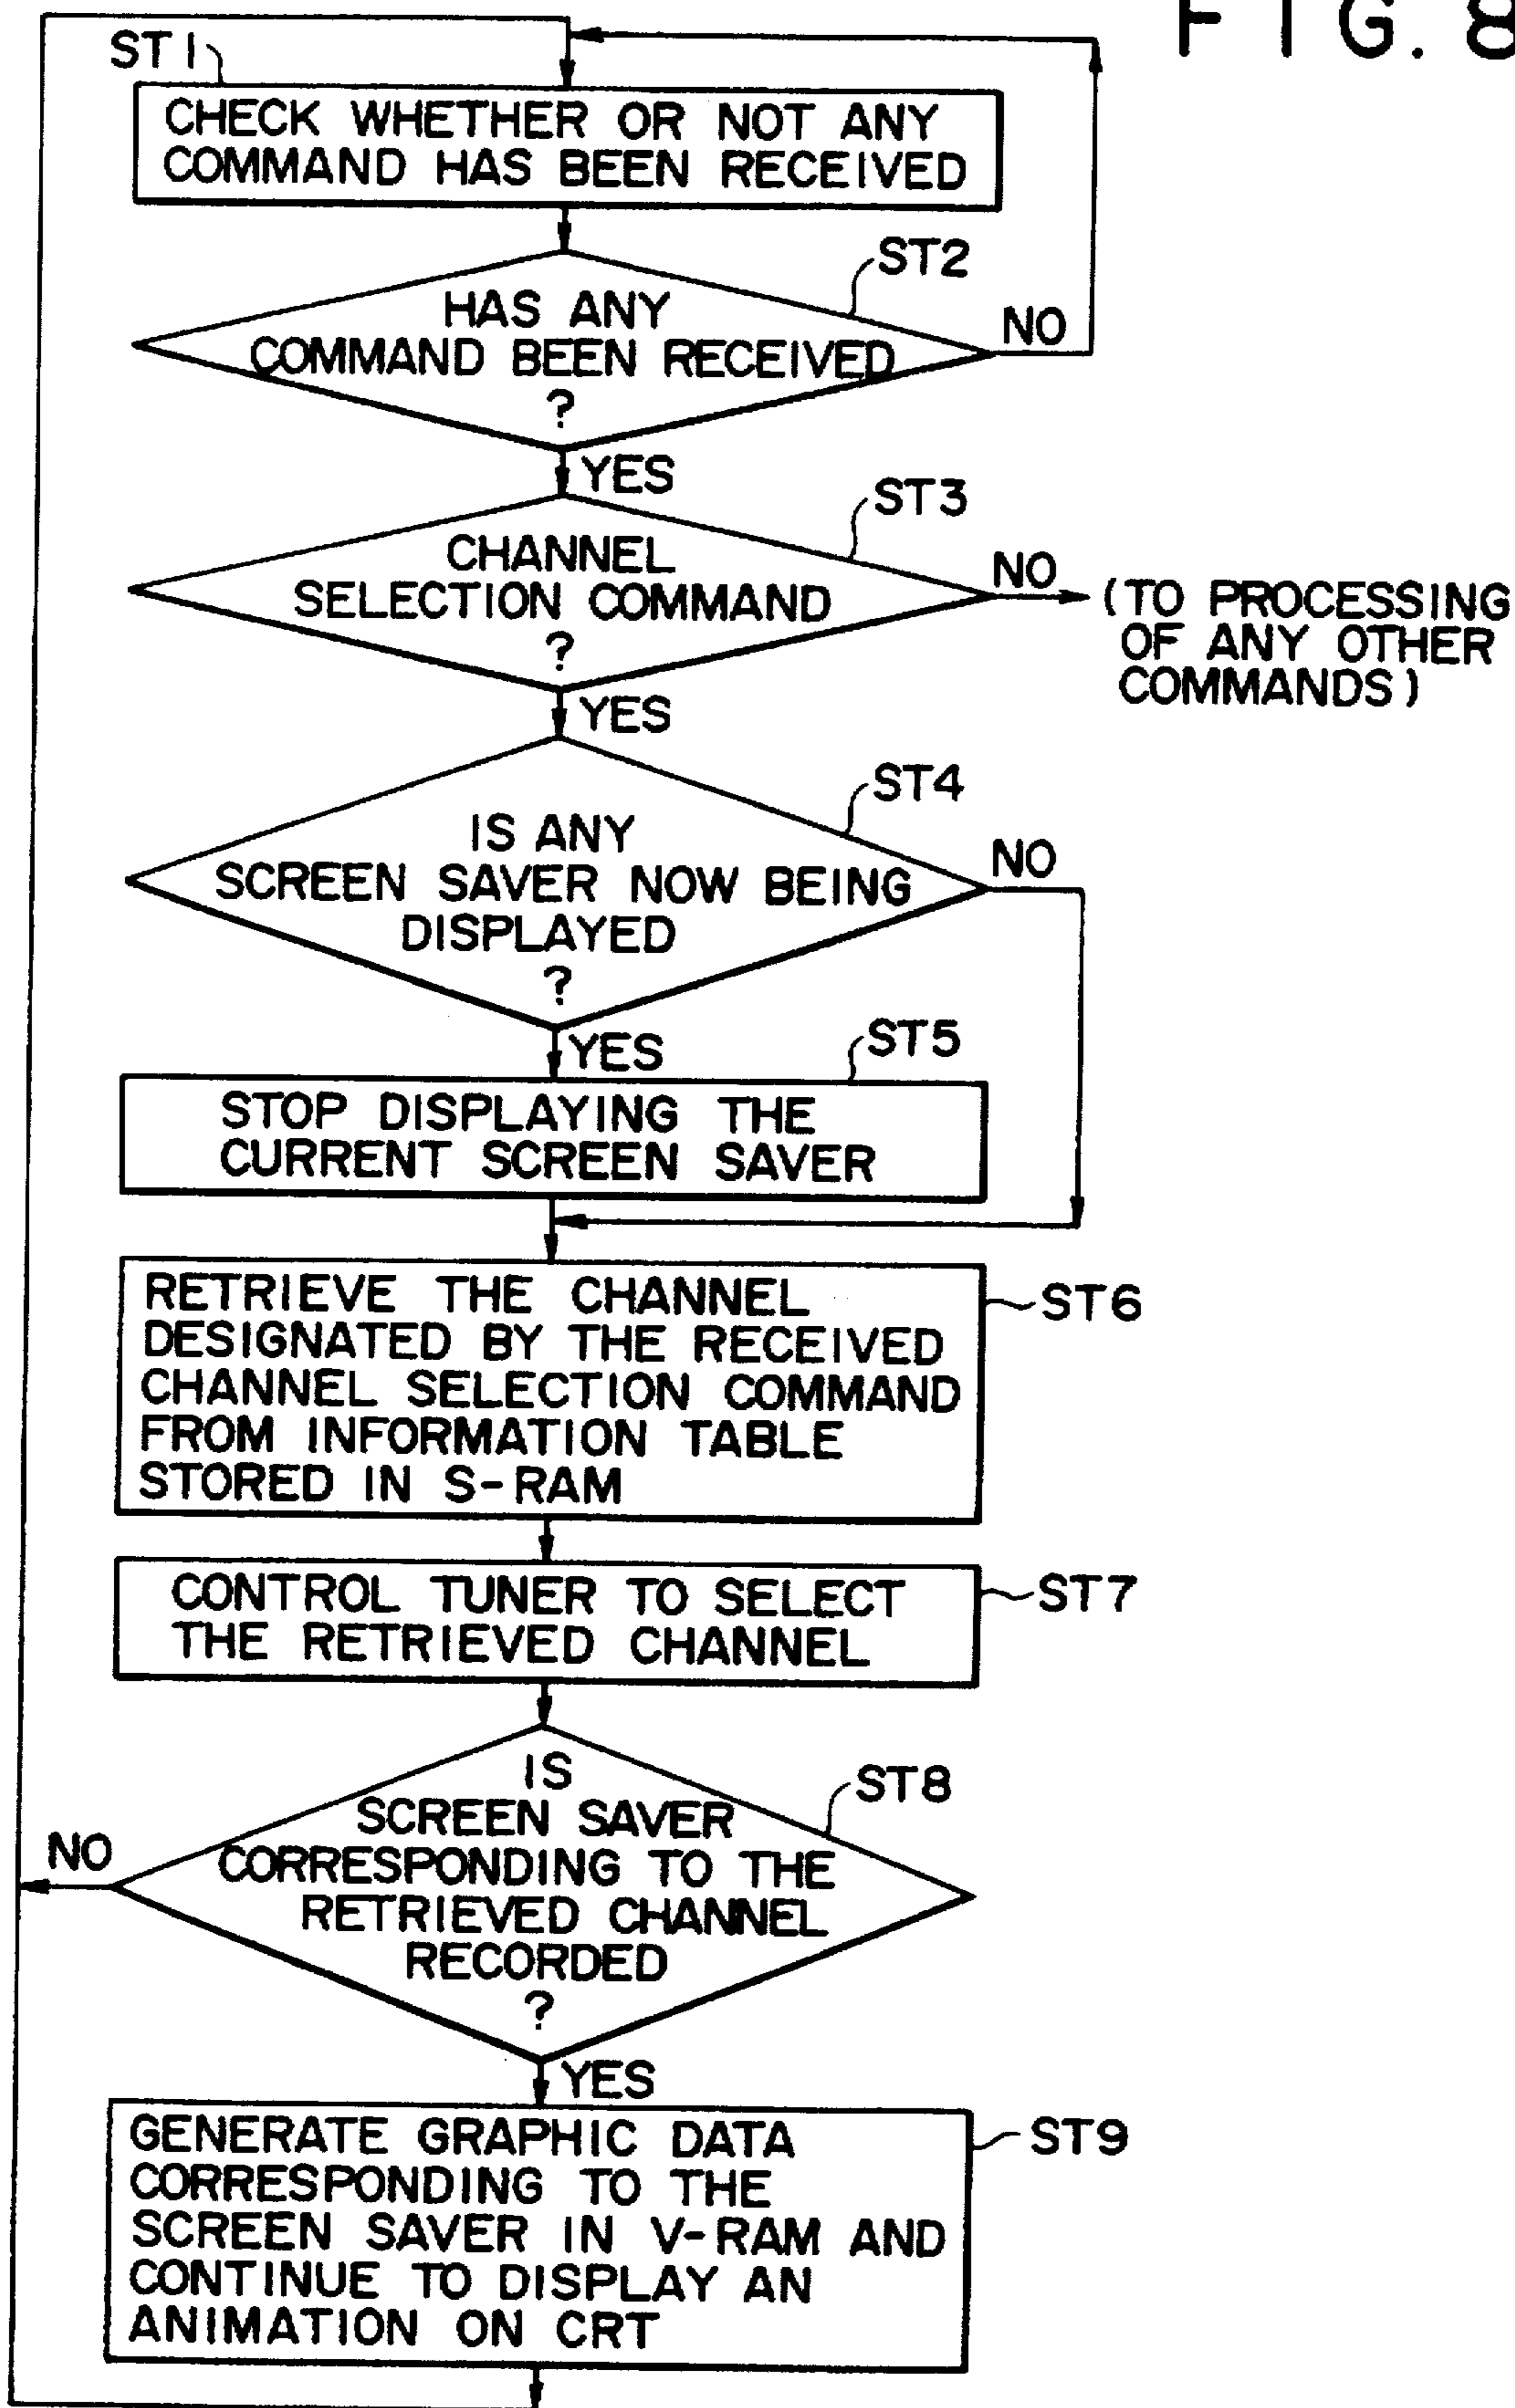 FIG. 8
ST1
CHECK WHETHER OR NOT ANY
COMMAND HAS BEEN RECEIVED
ST2
HAS ANY
COMMAND BEEN RECEIVED
?
NO
YES
ST3
CHANNEL
SELECTION COMMAND
?
NO
(TO PROCESSING
OF ANY OTHER
COMMANDS)
YES
ST4
IS ANY
SCREEN SAVER NOW BEING
DISPLAYED
?
NO
YES
ST5
STOP DISPLAYING THE
CURRENT SCREEN SAVER
RETRIEVE THE CHANNEL
DESIGNATED BY THE RECEIVED
CHANNEL SELECTION COMMAND
FROM INFORMATION TABLE
STORED IN S-RAM
ST6
CONTROL TUNER TO SELECT
THE RETRIEVED CHANNEL
ST7
IS
SCREEN SAVER
CORRESPONDING TO THE
RETRIEVED CHANNEL
RECORDED
?
ST8
NO
YES
GENERATE GRAPHIC DATA
CORRESPONDING TO THE
SCREEN SAVER IN V-RAM AND
CONTINUE TO DISPLAY AN
ANIMATION ON CRT
ST9